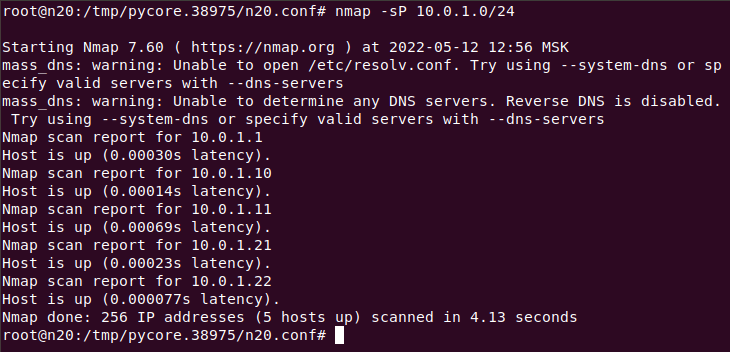 root@n20:/tmp/pycore.38975/n20.conf# nmap -sP 10.0.1.0/24
Starting Nmap 7.60 ( https://nmap.org ) at 2022-05-12 12:56 MSK
mass_dns: warning: Unable to open /etc/resolv.conf. Try using --system-dns or sp
ecify valid servers with --dns-servers
mass_dns: warning: Unable to determine any DNS servers. Reverse DNS is disabled.
 Try using --system-dns or specify valid servers with --dns-servers
Nmap scan report for 10.0.1.1
Host is up (0.00030s latency).
Nmap scan report for 10.0.1.10
Host is up (0.00014s latency).
Nmap scan report for 10.0.1.11
Host is up (0.00069s latency).
Nmap scan report for 10.0.1.21
Host is up (0.00023s latency).
Nmap scan report for 10.0.1.22
Host is up (0.000077s latency).
Nmap done: 256 IP addresses (5 hosts up) scanned in 4.13 seconds
root@n20:/tmp/pycore.38975/n20.conf#